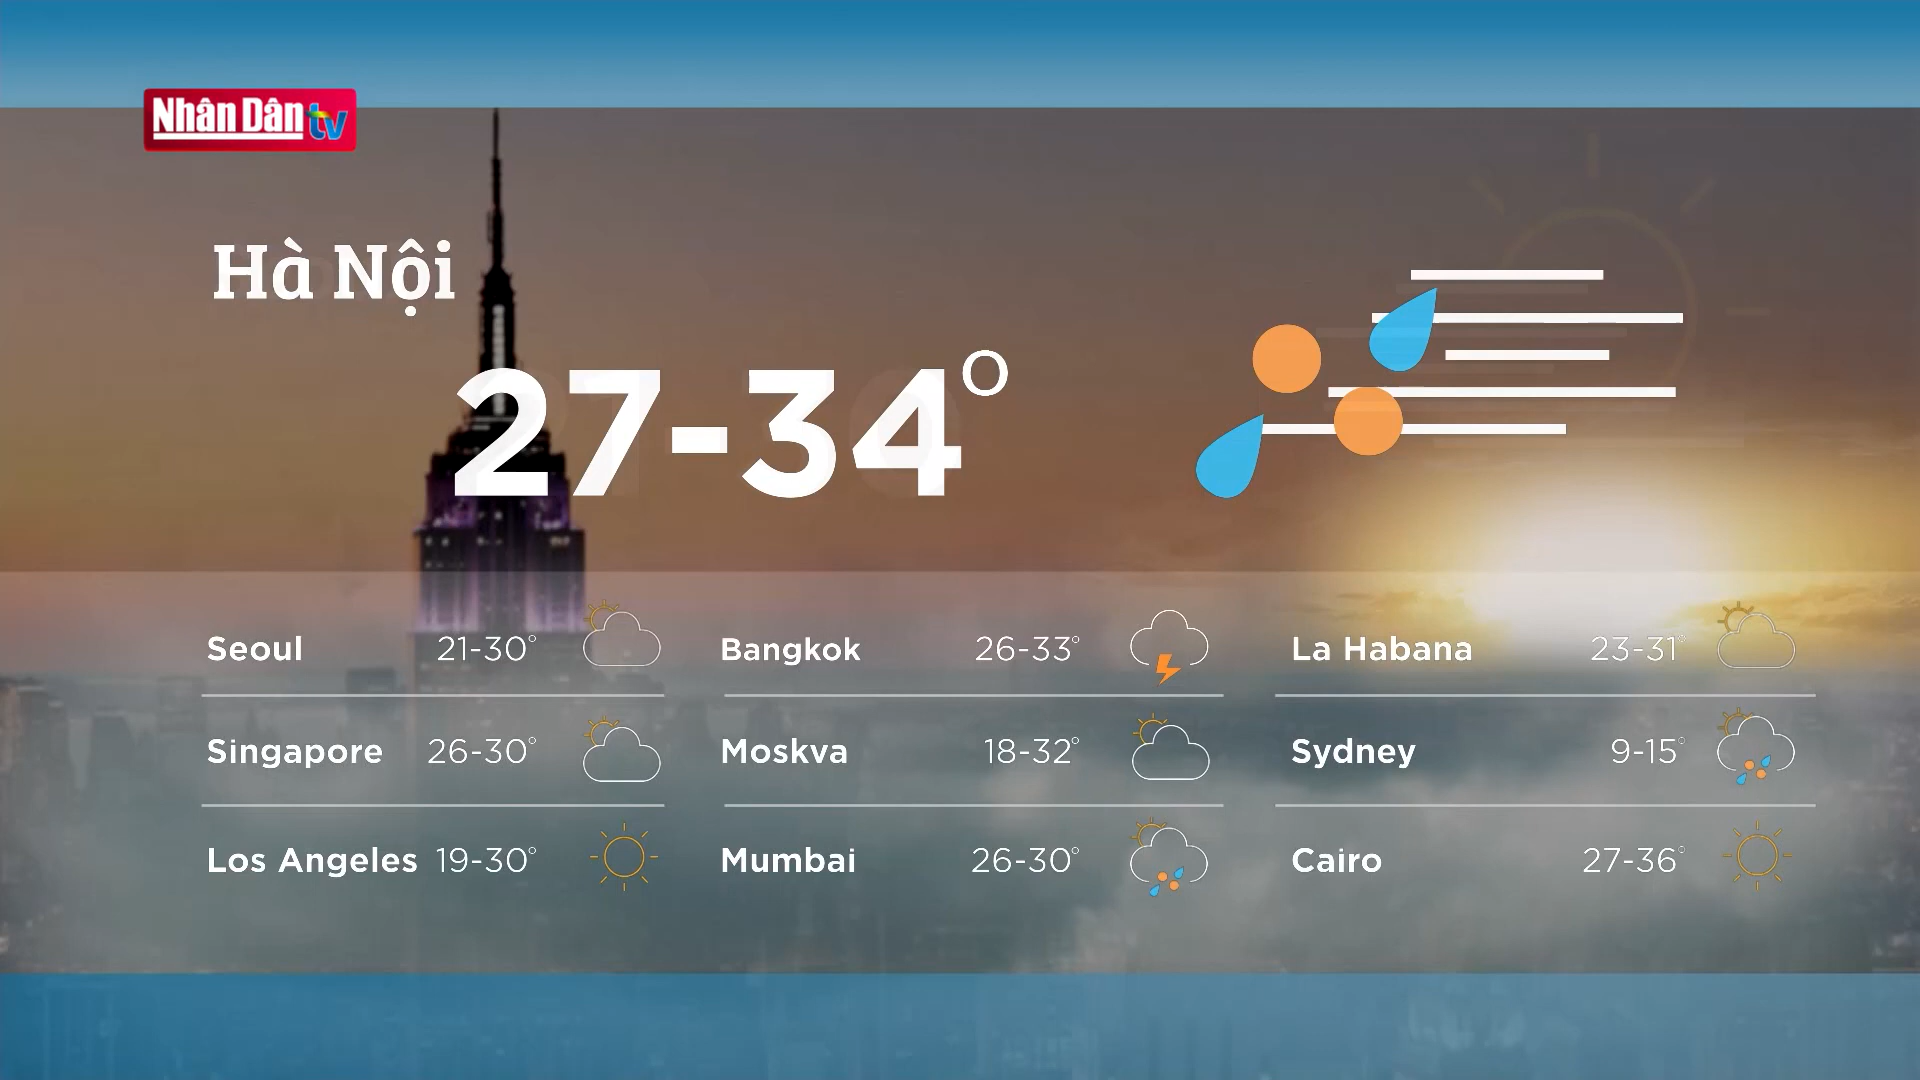 Nhân Dân tv
Hà Nội
27-34°
Seoul 21-30°
Bangkok 26-33°
La Habana 23-31°
Singapore 26-30°
Moskva 18-32°
Sydney 9-15°
Los Angeles 19-30°
Mumbai 26-30°
Cairo 27-36°